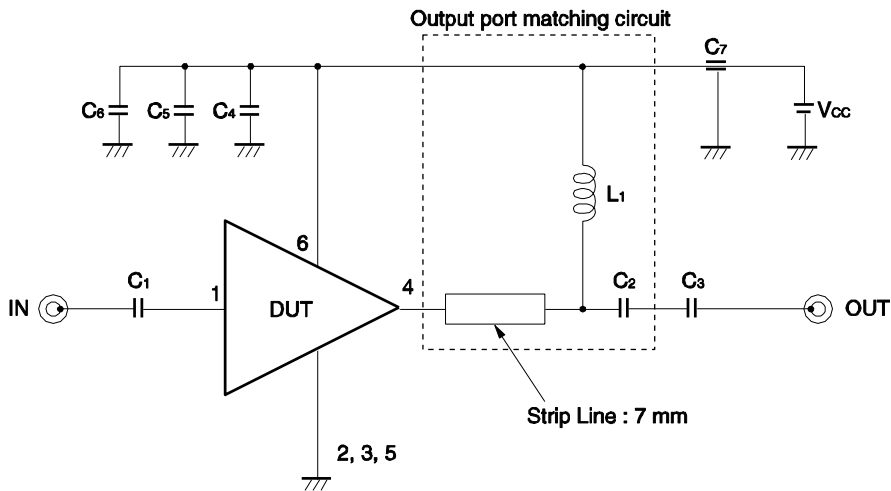 Output port matching circuit
C7
C6
C5
C4
VCC
L1
6
C1
1
4
C2
C3
IN
DUT
OUT
Strip Line : 7 mm
2, 3, 5